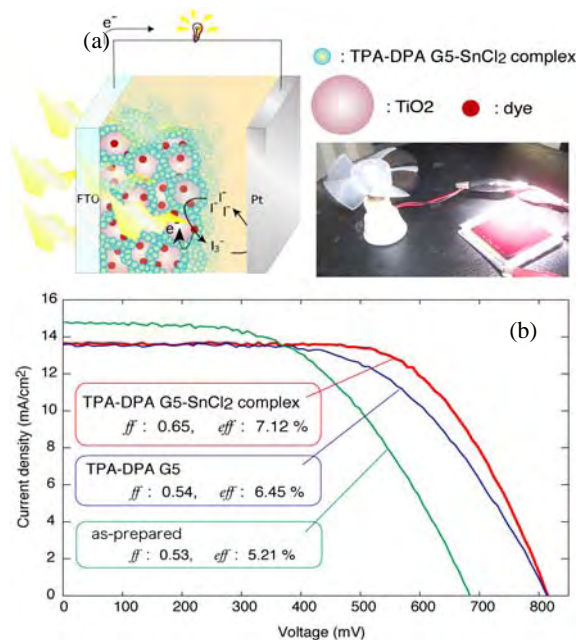 (a)
e⁻
: TPA-DPA G5-SnCl₂ complex
: TiO2
: dye
FTO
Pt
I⁻
I⁻
I⁻
e⁻
I₃⁻
(b)
16
14
12
10
8
6
4
2
0
Current density (mA/cm²)
TPA-DPA G5-SnCl₂ complex
ff : 0.65, eff : 7.12 %
TPA-DPA G5
ff : 0.54, eff : 6.45 %
as-prepared
ff : 0.53, eff : 5.21 %
0 100 200 300 400 500 600 700 800
Voltage (mV)